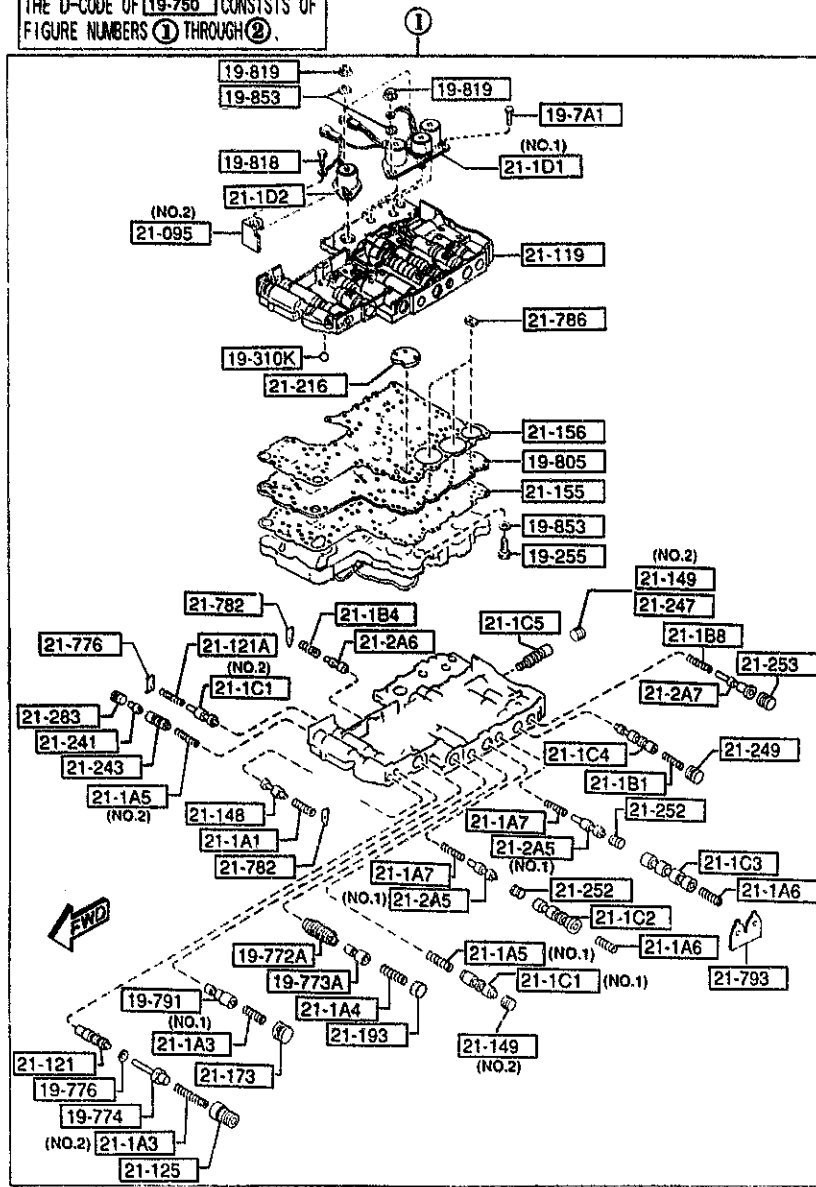 THE D-CODE OF 19-750 CONSISTS OF
FIGURE NUMBERS ① THROUGH ②.
①
19-819
19-853
19-819
19-7A1
(NO.1)
21-1D1
19-818
21-1D2
(NO.2)
21-095
21-119
21-786
19-310K
21-216
21-156
19-805
21-155
19-853
19-255
(NO.2)
21-149
21-247
21-782
21-1B4
21-2A6
21-1C5
21-1B8
21-253
21-2A7
21-776
21-121A
(NO.2)
21-1C1
21-283
21-241
21-243
21-1A5
(NO.2)
21-1C4
21-249
21-1B1
21-148
21-1A1
21-782
21-1A7
21-252
21-2A5
(NO.1)
21-1C3
21-1A6
21-1A7
(NO.1) 21-2A5
21-252
21-1C2
21-1A6
21-793
FWD
19-772A
19-773A
21-1A4
21-193
21-1A5 (NO.1)
21-1C1 (NO.1)
21-149
(NO.2)
19-791
(NO.1)
21-1A3
21-173
21-121
19-776
19-774
(NO.2) 21-1A3
21-125